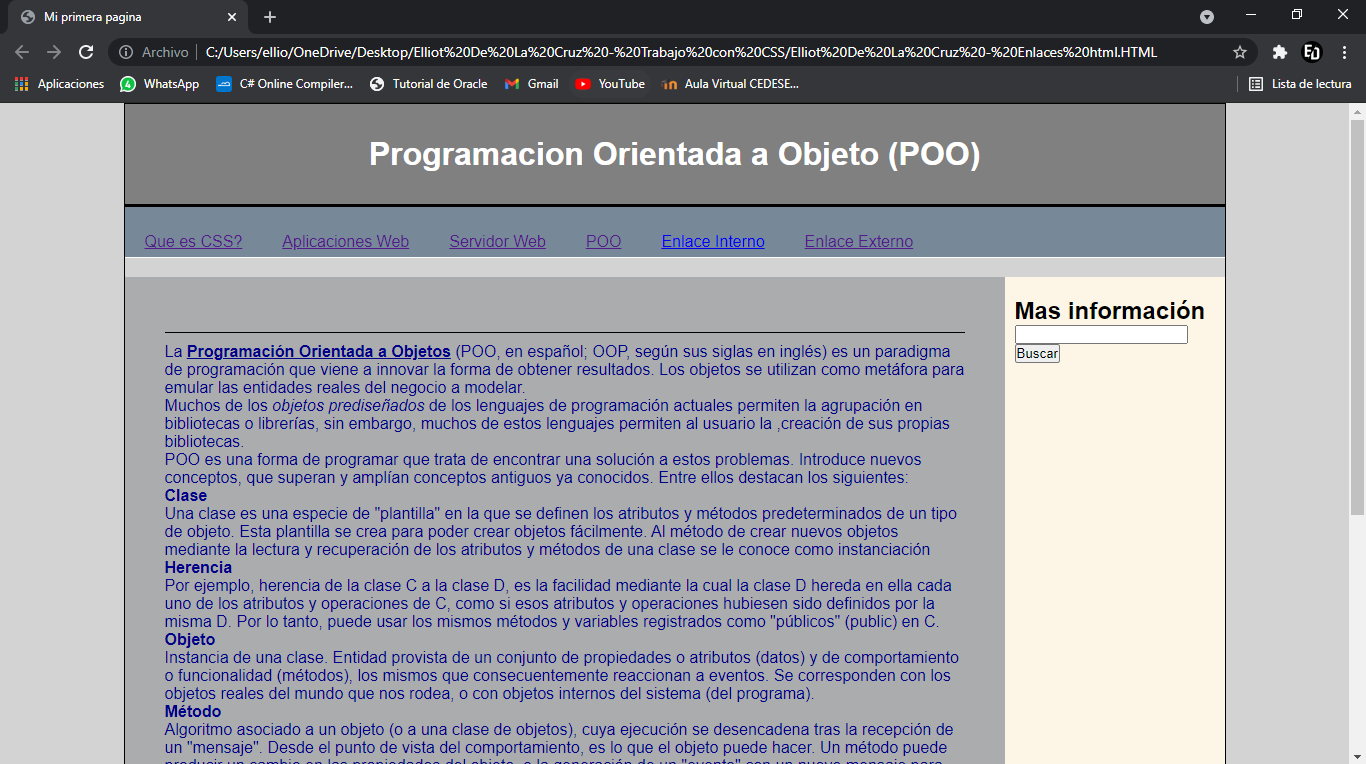 Mi primera pagina
Archivo
C:/Users/ellio/OneDrive/Desktop/Elliot%20De%20La%20Cruz%20-%20Trabajo%20con%20CSS/Elliot%20De%20La%20Cruz%20-%20Enlaces%20html.HTML
Aplicaciones WhatsApp C# Online Compiler... Tutorial de Oracle Gmail YouTube Aula Virtual CEDESE... Lista de lectura
Programacion Orientada a Objeto (POO)
Que es CSS? Aplicaciones Web Servidor Web POO Enlace Interno Enlace Externo
La Programación Orientada a Objetos (POO, en español; OOP, según sus siglas en inglés) es un paradigma
de programación que viene a innovar la forma de obtener resultados. Los objetos se utilizan como metáfora para
emular las entidades reales del negocio a modelar.
Muchos de los objetos prediseñados de los lenguajes de programación actuales permiten la agrupación en
bibliotecas o librerías, sin embargo, muchos de estos lenguajes permiten al usuario la ,creación de sus propias
bibliotecas.
POO es una forma de programar que trata de encontrar una solución a estos problemas. Introduce nuevos
conceptos, que superan y amplían conceptos antiguos ya conocidos. Entre ellos destacan los siguientes:
Clase
Una clase es una especie de "plantilla" en la que se definen los atributos y métodos predeterminados de un tipo
de objeto. Esta plantilla se crea para poder crear objetos fácilmente. Al método de crear nuevos objetos
mediante la lectura y recuperación de los atributos y métodos de una clase se le conoce como instanciación
Herencia
Por ejemplo, herencia de la clase C a la clase D, es la facilidad mediante la cual la clase D hereda en ella cada
uno de los atributos y operaciones de C, como si esos atributos y operaciones hubiesen sido definidos por la
misma D. Por lo tanto, puede usar los mismos métodos y variables registrados como "públicos" (public) en C.
Objeto
Instancia de una clase. Entidad provista de un conjunto de propiedades o atributos (datos) y de comportamiento
o funcionalidad (métodos), los mismos que consecuentemente reaccionan a eventos. Se corresponden con los
objetos reales del mundo que nos rodea, o con objetos internos del sistema (del programa).
Método
Algoritmo asociado a un objeto (o a una clase de objetos), cuya ejecución se desencadena tras la recepción de
un "mensaje". Desde el punto de vista del comportamiento, es lo que el objeto puede hacer. Un método puede
producir un cambio en las propiedades del objeto, o la generación de un "evento" con un nuevo mensaje para
Mas información
Buscar